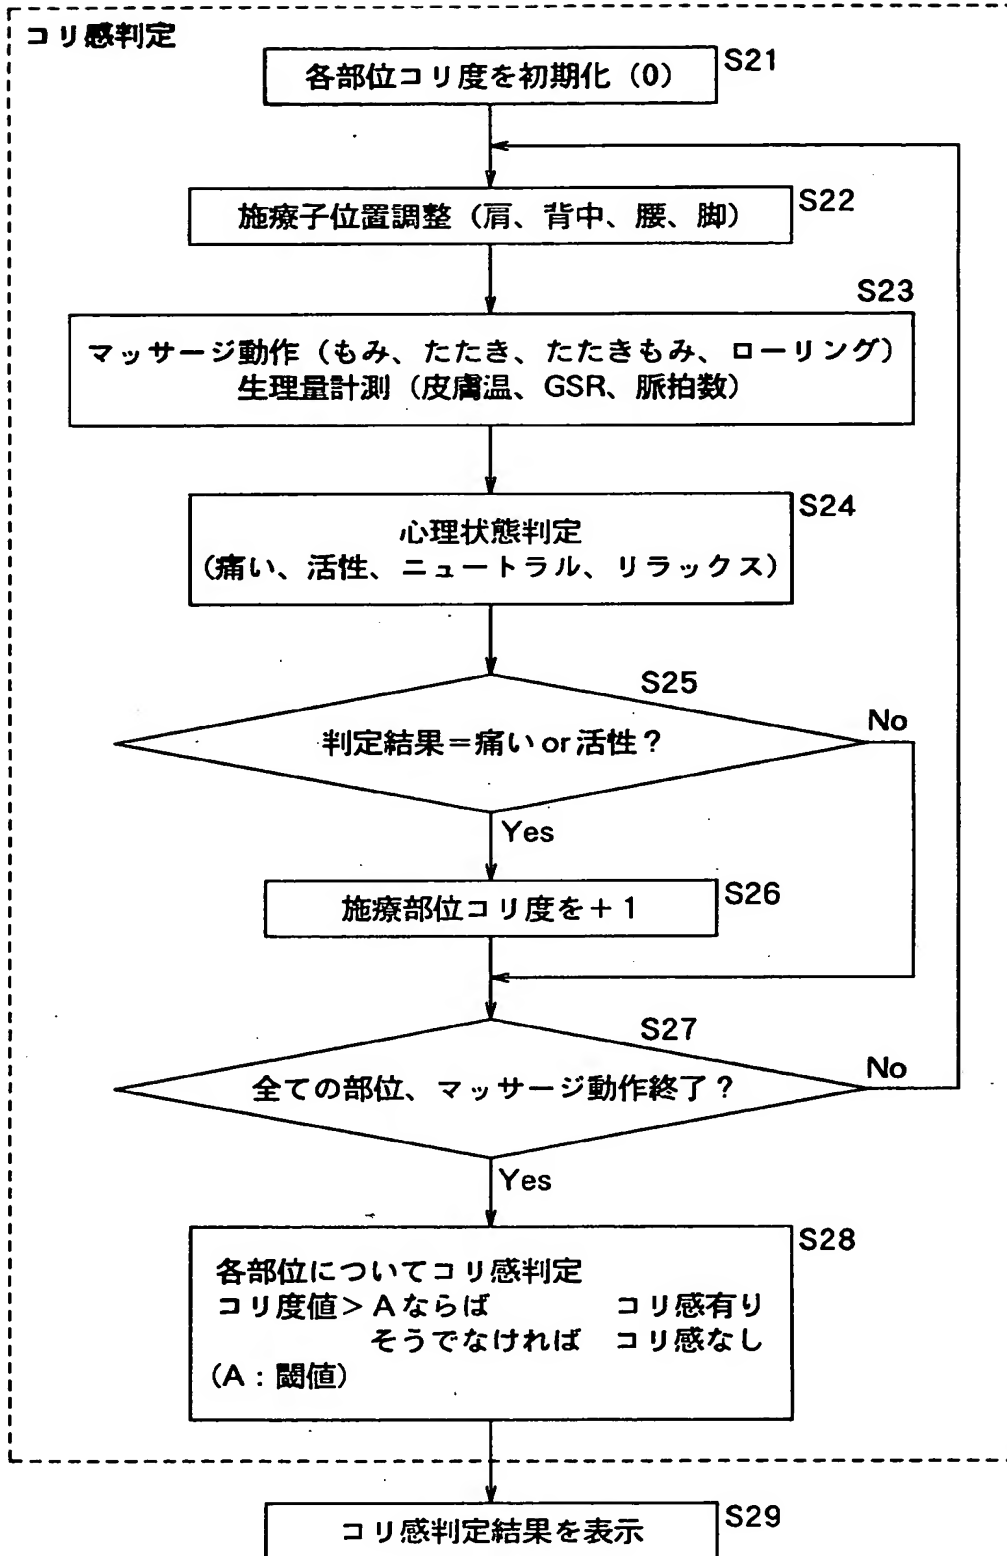 コリ感判定
S21
各部位コリ度を初期化（0）
S22
施療子位置調整（肩、背中、腰、脚）
S23
マッサージ動作（もみ、たたき、たたきもみ、ローリング）
生理量計測（皮膚温、GSR、脈拍数）
S24
心理状態判定
（痛い、活性、ニュートラル、リラックス）
S25
判定結果＝痛い or 活性？
No
Yes
S26
施療部位コリ度を＋１
S27
全ての部位、マッサージ動作終了？
No
Yes
S28
各部位についてコリ感判定
コリ度値＞Aならば　コリ感有り
そうでなければ　コリ感なし
（A：閾値）
S29
コリ感判定結果を表示